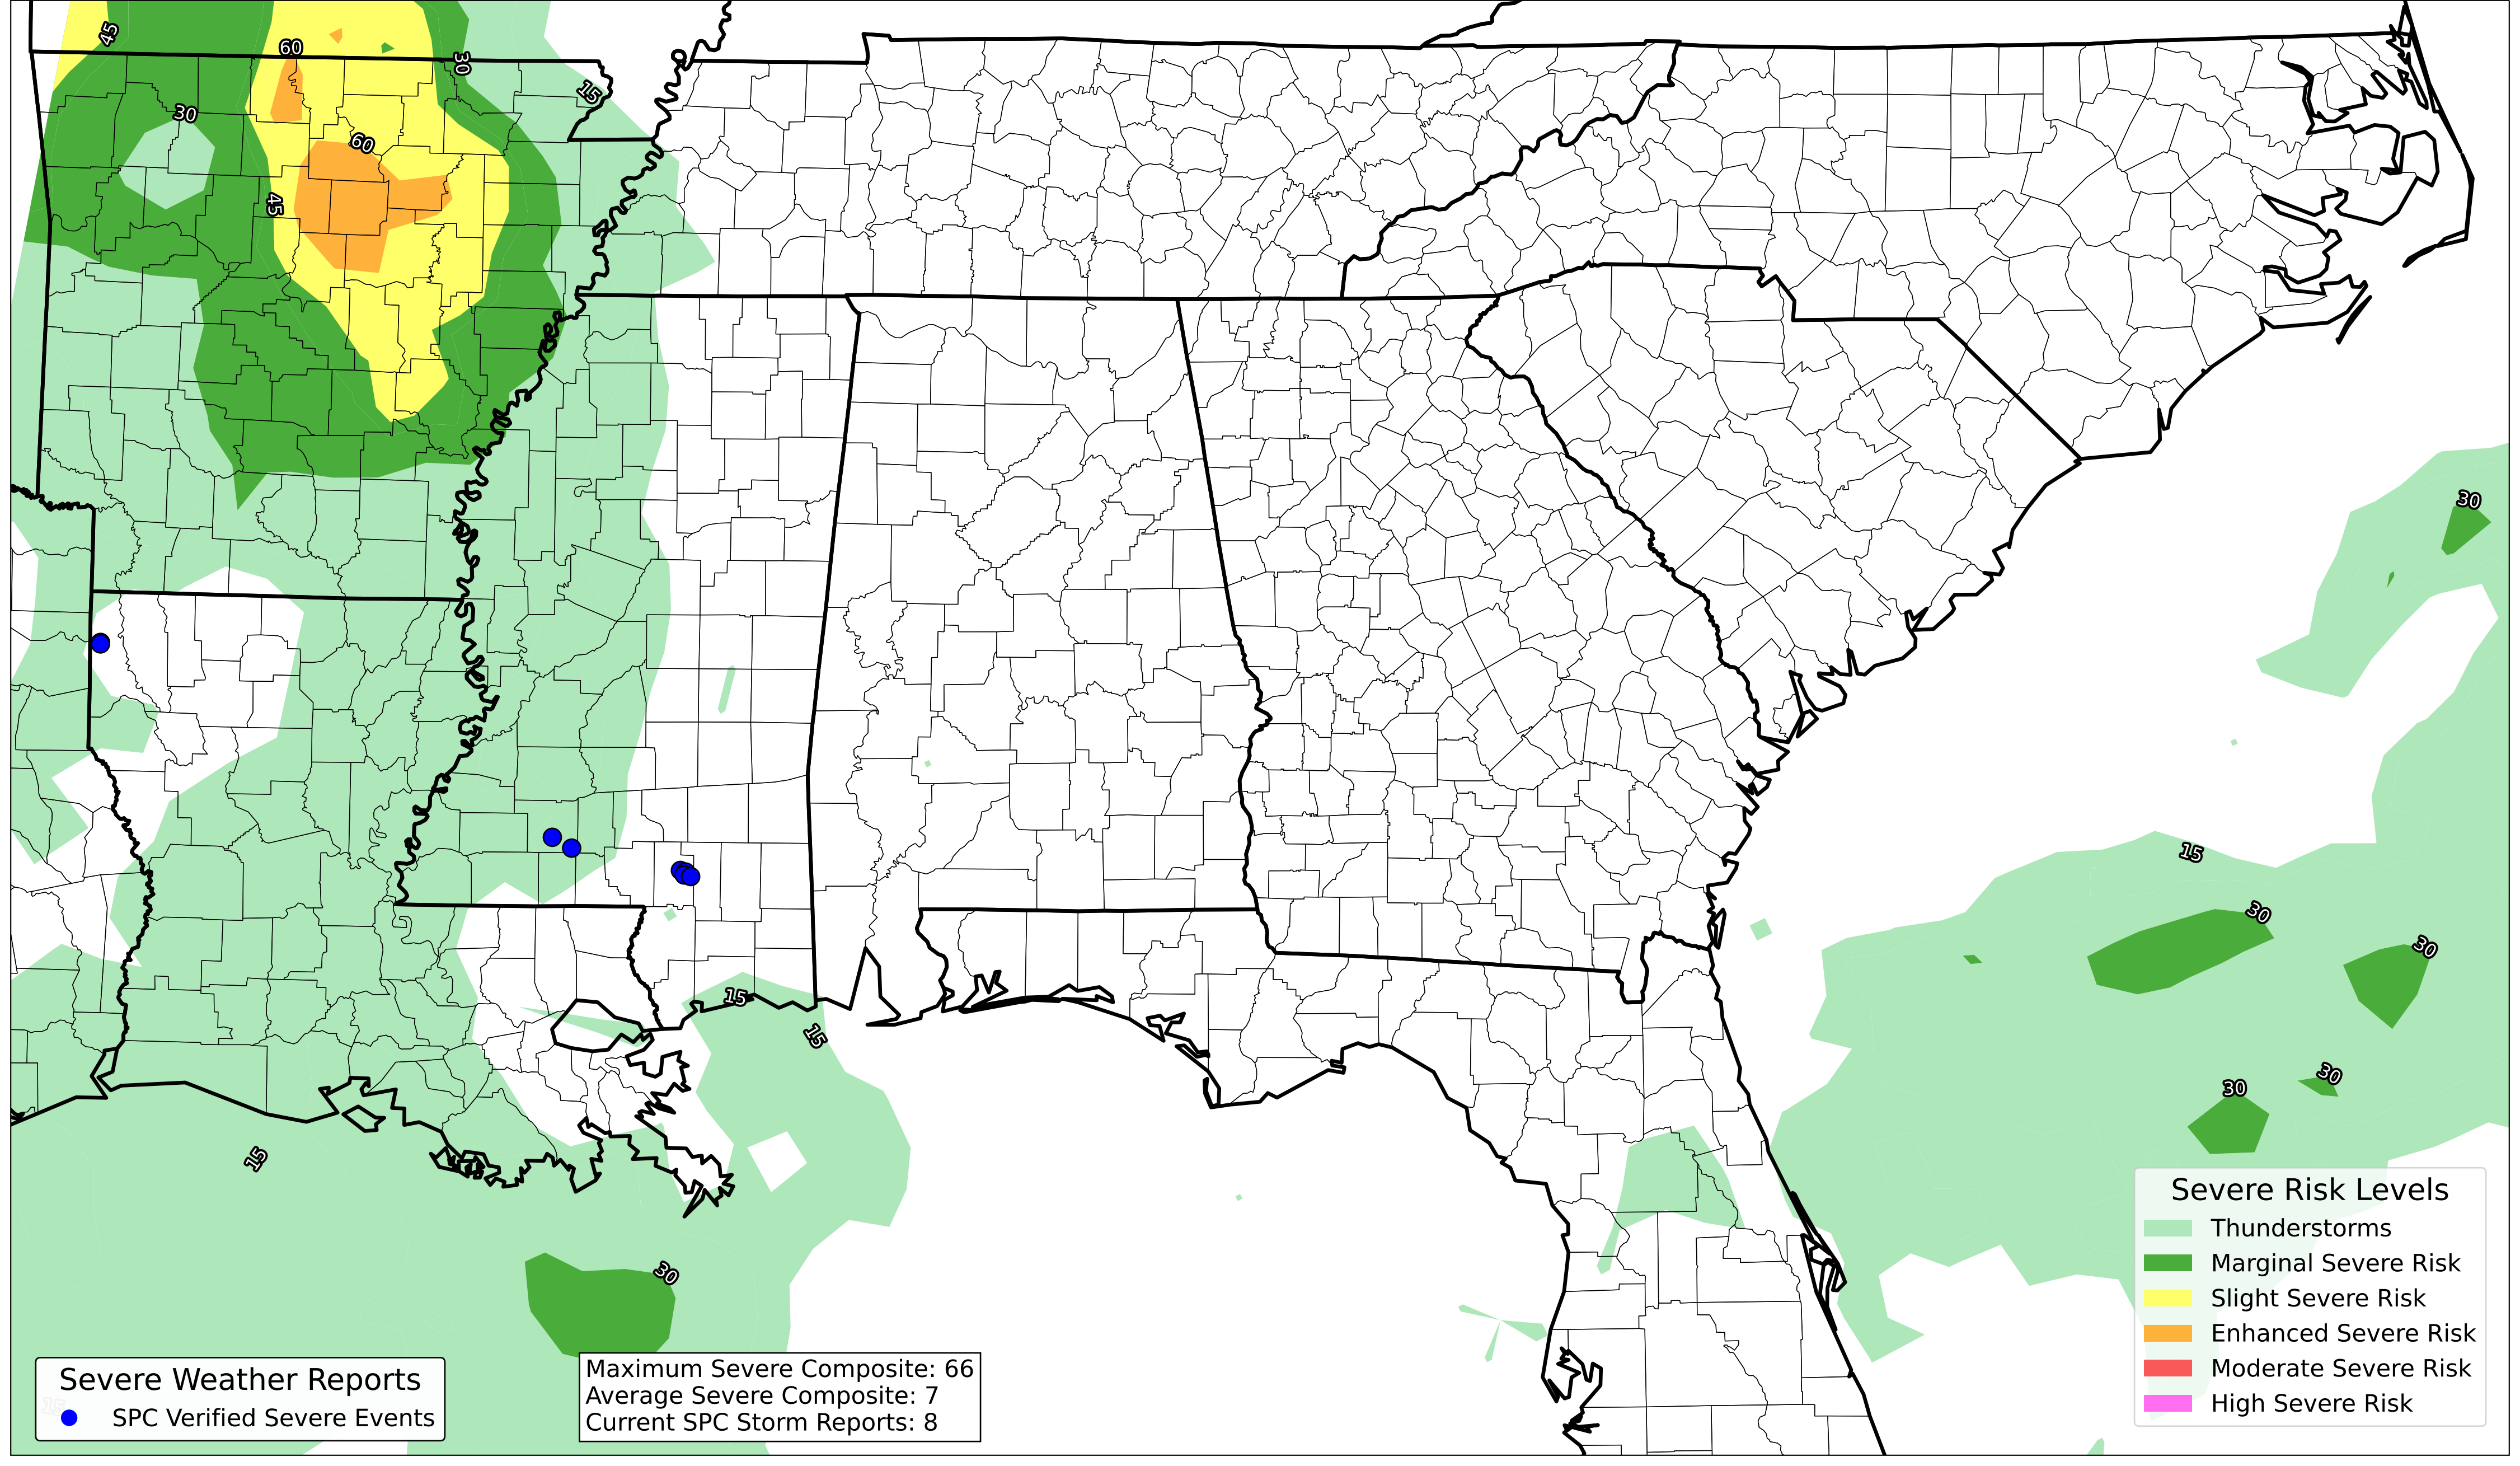 45
60
30
15
30
60
45
30
15
30
30
15
15
30
30
15
30
Severe Risk Levels
Thunderstorms
Marginal Severe Risk
Slight Severe Risk
Enhanced Severe Risk
Moderate Severe Risk
High Severe Risk
Severe Weather Reports
SPC Verified Severe Events
Maximum Severe Composite: 66
Average Severe Composite: 7
Current SPC Storm Reports: 8